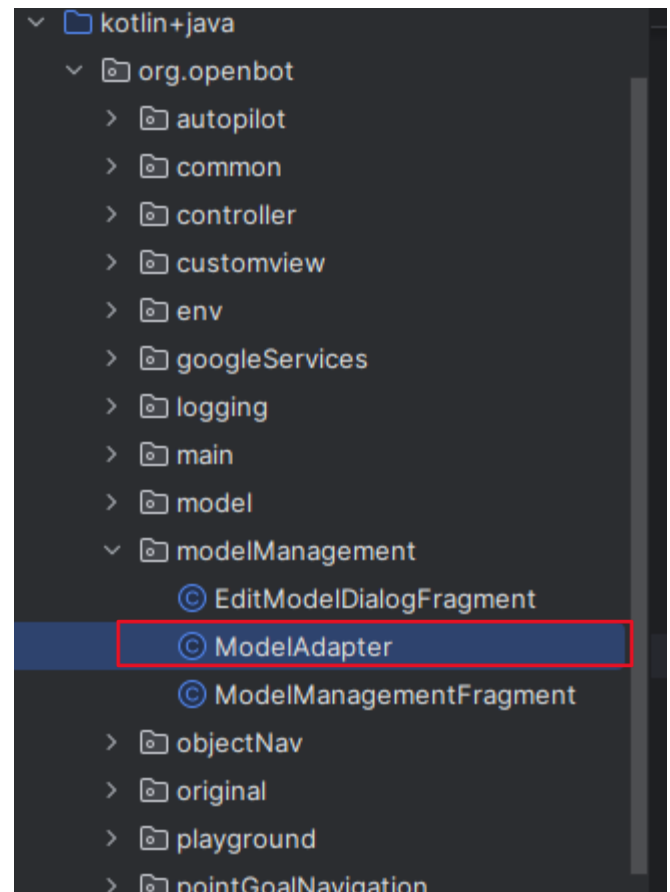 kotlin+java
org.openbot
autopilot
common
controller
customview
env
googleServices
logging
main
model
modelManagement
EditModelDialogFragment
ModelAdapter
ModelManagementFragment
objectNav
original
playground
pointGoalNavigation